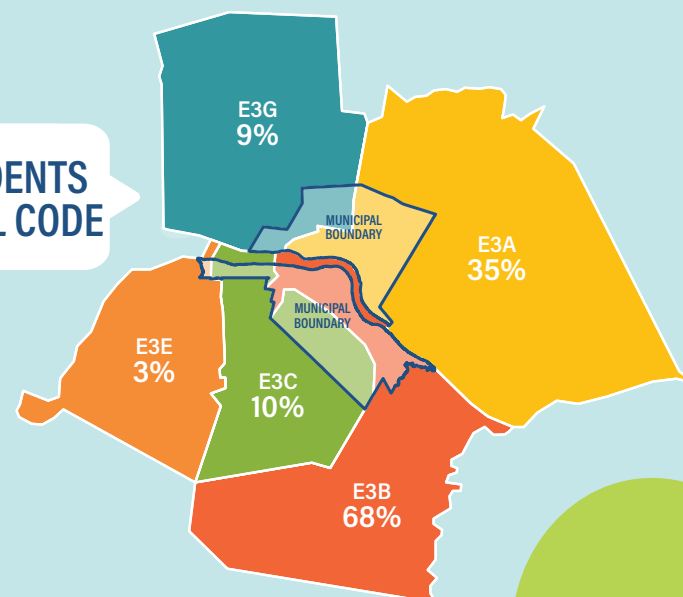 E3G
9%
DENTS
L CODE
MUNICIPAL
BOUNDARY
E3A
35%
MUNICIPAL
BOUNDARY
E3E
3%
E3C
10%
E3B
68%